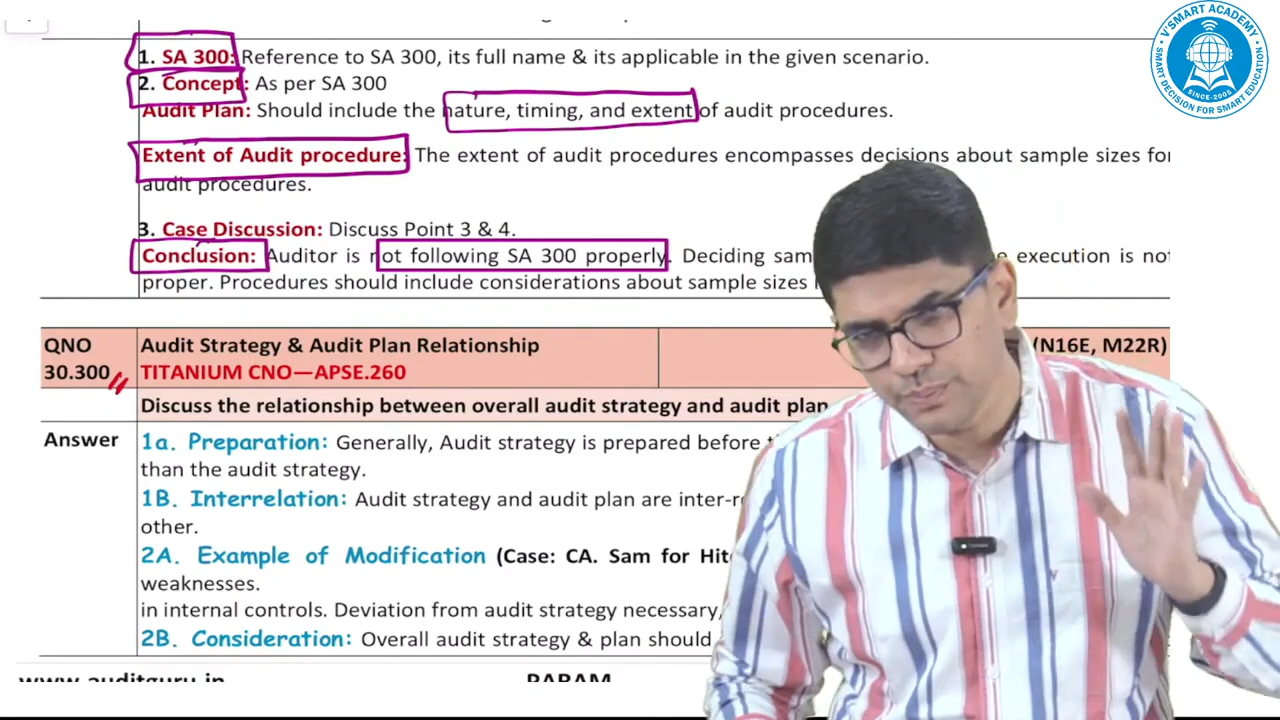 1. SA 300: Reference to SA 300, its full name & its applicable in the given scenario.
2. Concept: As per SA 300
Audit Plan: Should include the nature, timing, and extent of audit procedures.
Extent of Audit procedure: The extent of audit procedures encompasses decisions about sample sizes for
audit procedures.
3. Case Discussion: Discuss Point 3 & 4.
Conclusion: Auditor is not following SA 300 properly. Deciding execution is not
proper. Procedures should include considerations about sample sizes
QNO
30.300
Audit Strategy & Audit Plan Relationship
TITANIUM CNO—APSE.260
(N16E, M22R)
Discuss the relationship between overall audit strategy and audit plan
Answer
1a. Preparation: Generally, Audit strategy is prepared before
than the audit strategy.
1B. Interrelation: Audit strategy and audit plan are
other.
2A. Example of Modification (Case: CA. Sam for
weaknesses.
in internal controls. Deviation from audit strategy necessary,
2B. Consideration: Overall audit strategy & plan should
www.auditguru.in
PARAM
V'SMART ACADEMY
SINCE-2005
SMART DECISION FOR SMART EDUCATION